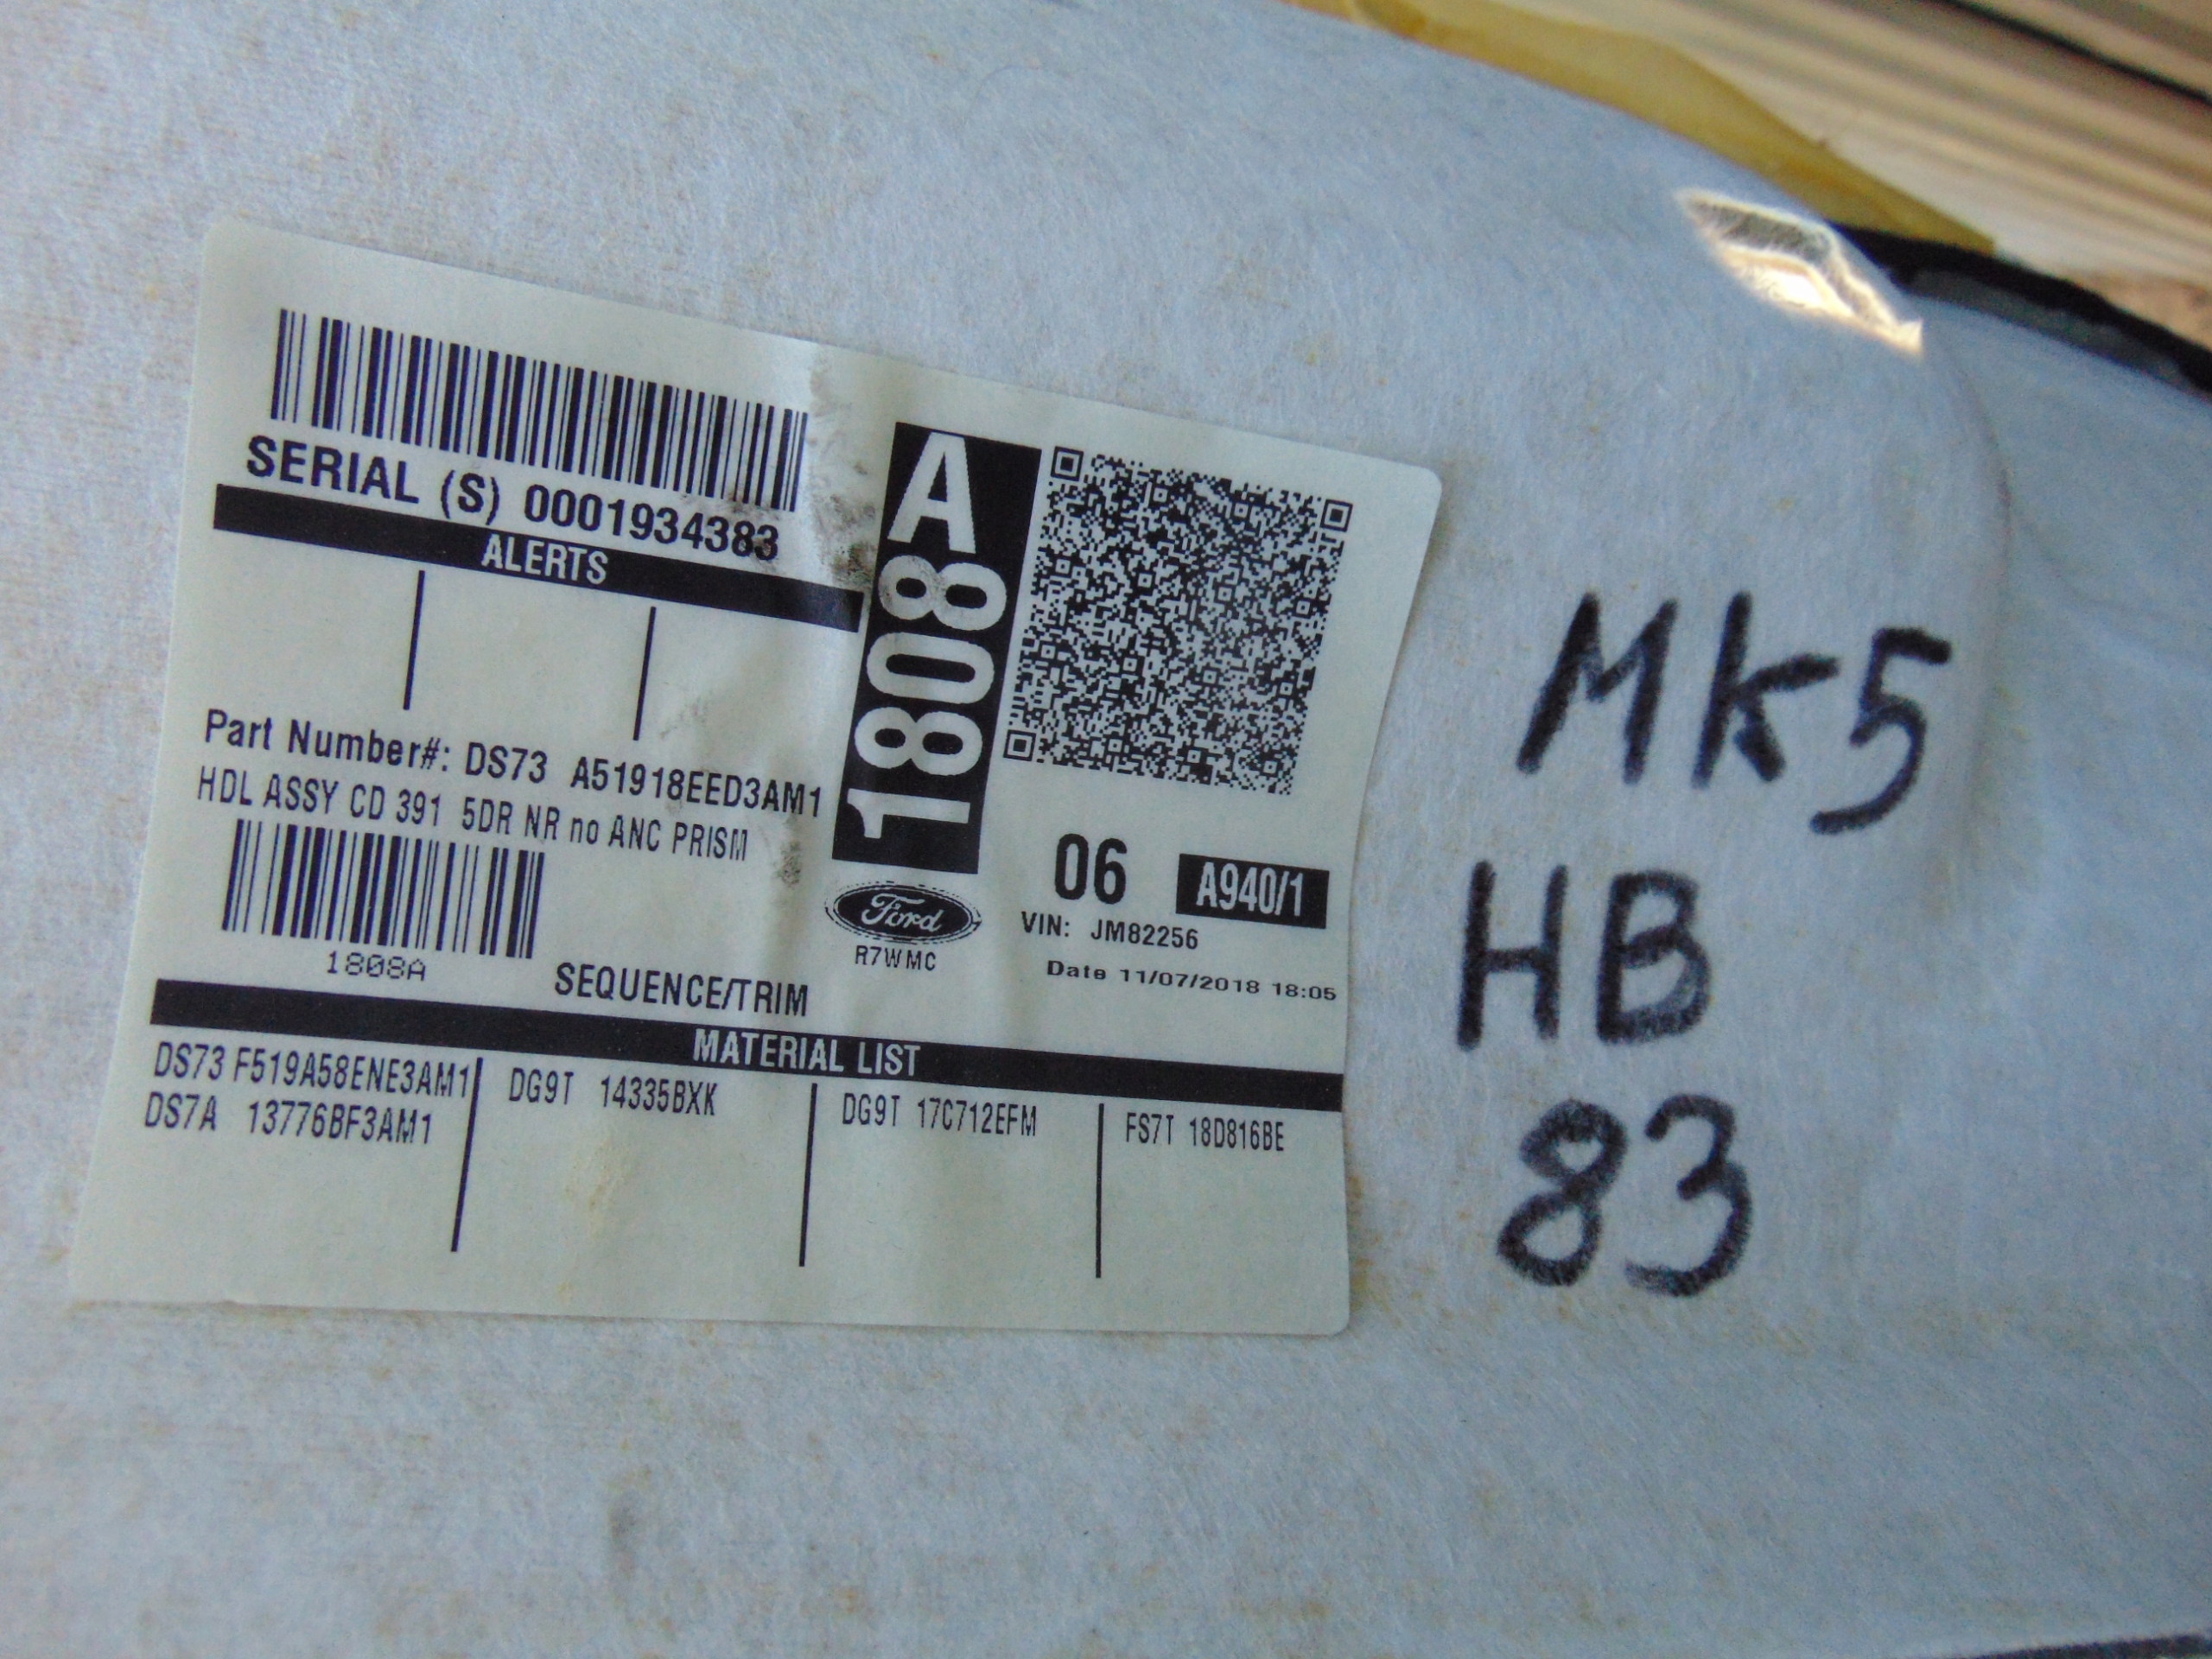 SERIAL (S) 0001934383
ALERTS
Part Number#: DS73 A51918EED3AM1
HDL ASSY CD 391 5DR NR no ANC PRISM
1808A
SEQUENCE/TRIM
1808A
Ford
R7WMC
06 A940/1
VIN: JM82256
Date 11/07/2018 18:05
MATERIAL LIST
DS73 F519A58ENE3AM1 DG9T 14335BXK DG9T 17C712EFM FS7T 18D816BE
DS7A 13776BF3AM1
MK5
HB
83